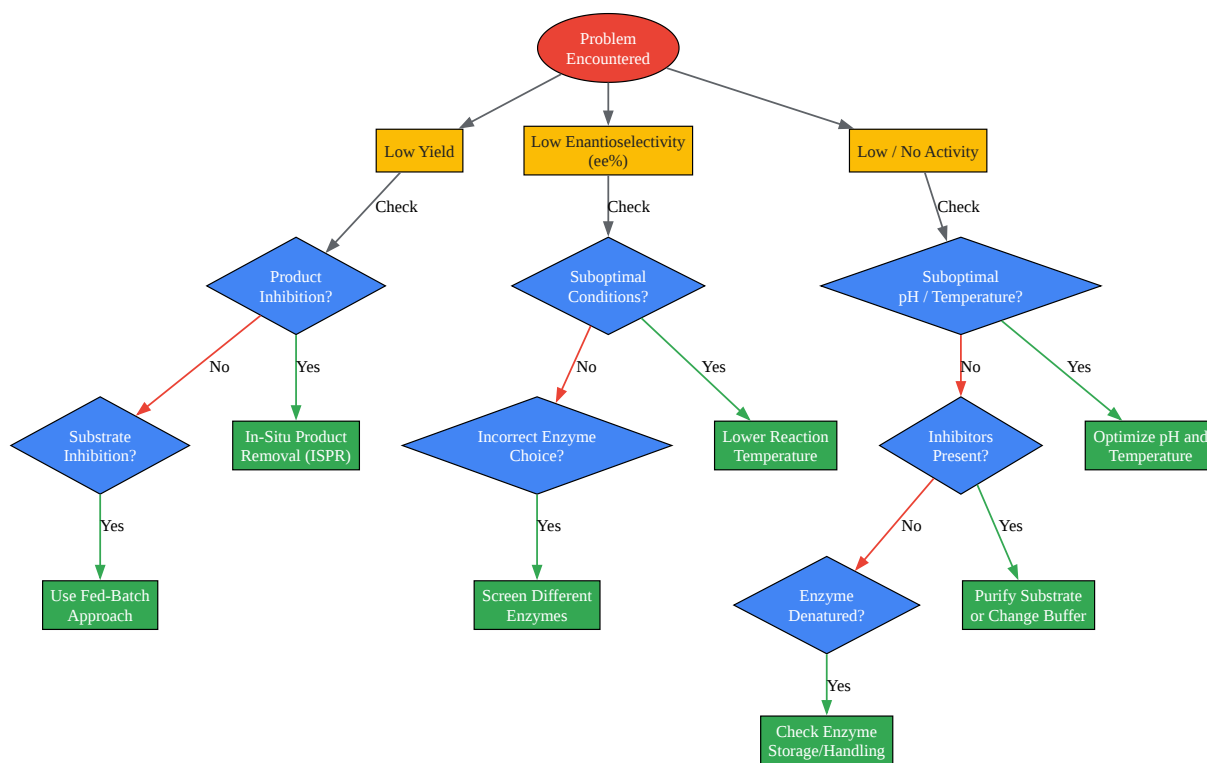 Problem
Encountered
Low Yield
Low Enantioselectivity
(ee%)
Low / No Activity
Check
Check
Check
Product
Inhibition?
Suboptimal
Conditions?
Suboptimal
pH / Temperature?
No
Yes
No
Yes
No
Yes
Substrate
Inhibition?
In-Situ Product
Removal (ISPR)
Incorrect Enzyme
Choice?
Lower Reaction
Temperature
Inhibitors
Present?
Optimize pH and
Temperature
Yes
Yes
No
Yes
Use Fed-Batch
Approach
Screen Different
Enzymes
Enzyme
Denatured?
Purify Substrate
or Change Buffer
Yes
Check Enzyme
Storage/Handling